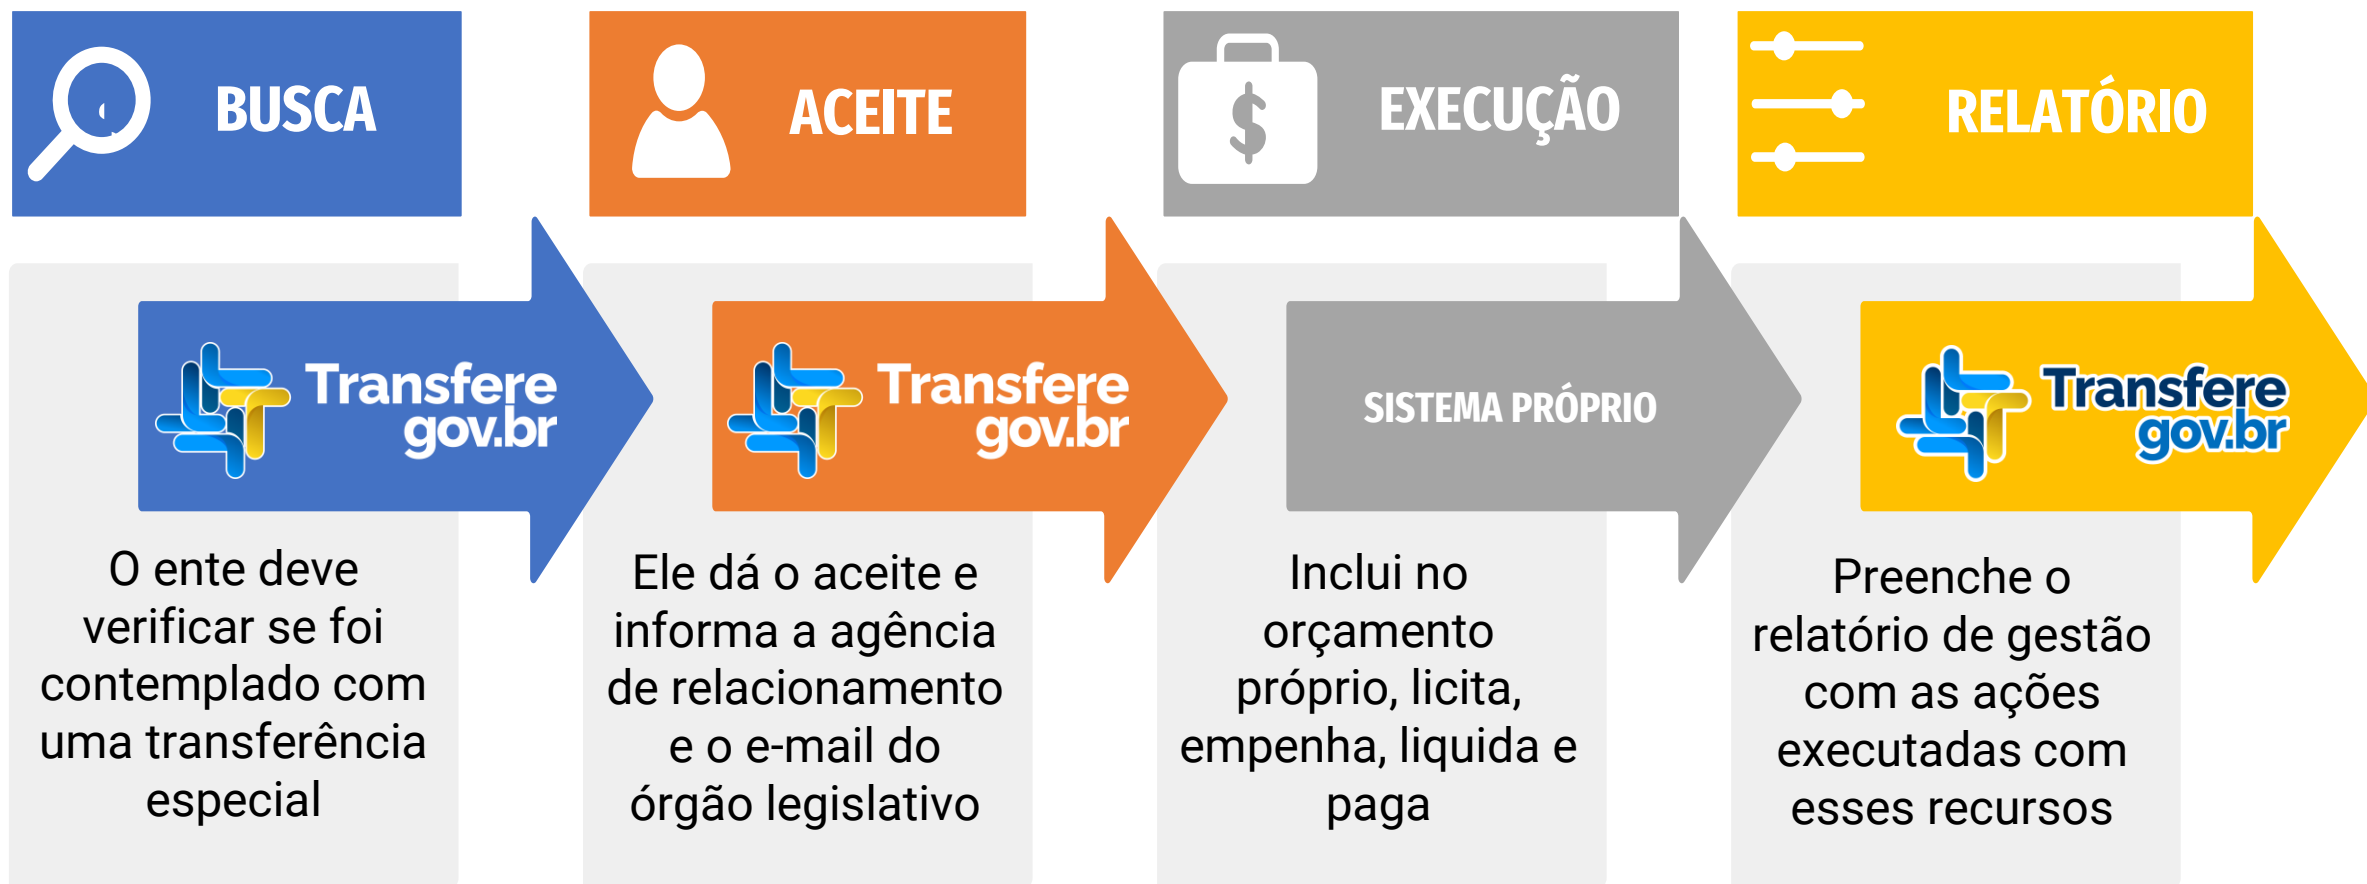 BUSCA
Transfere
gov.br
O ente deve
verificar se foi
contemplado com
uma transferência
especial
ACEITE
Transfere
gov.br
Ele dá o aceite e
informa a agência
de relacionamento
e o e-mail do
órgão legislativo
$
EXECUÇÃO
SISTEMA PRÓPRIO
Inclui no
orçamento
próprio, licita,
empenha, liquida e
paga
RELATÓRIO
Transfere
gov.br
Preenche o
relatório de gestão
com as ações
executadas com
esses recursos